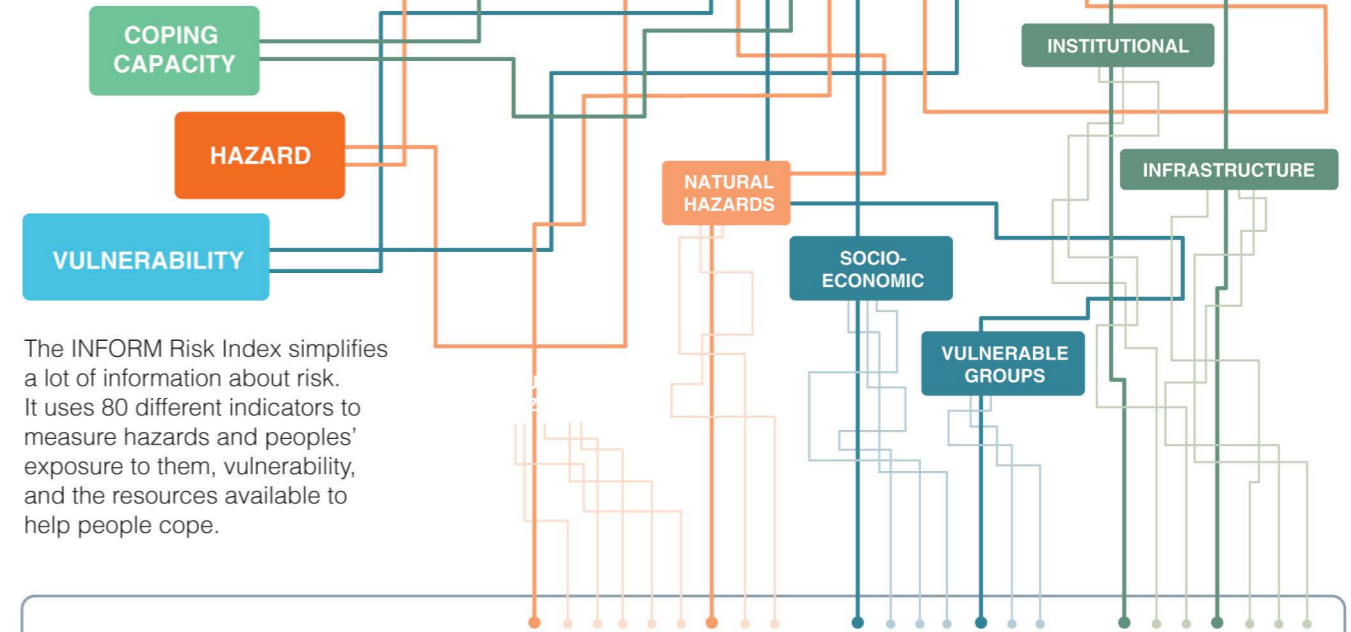 COPING
CAPACITY
INSTITUTIONAL
HAZARD
INFRASTRUCTURE
NATURAL
HAZARDS
VULNERABILITY
SOCIO-
ECONOMIC
VULNERABLE
GROUPS
The INFORM Risk Index simplifies
a lot of information about risk.
It uses 80 different indicators to
measure hazards and peoples’
exposure to them, vulnerability,
and the resources available to
help people cope.